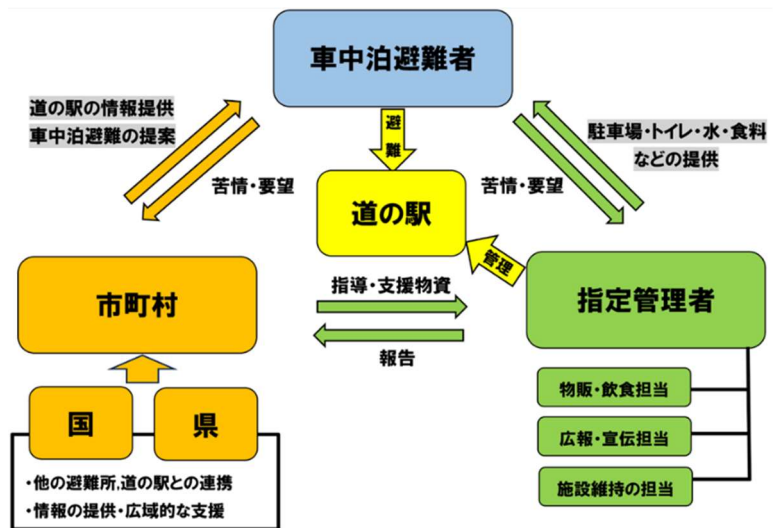 車中泊避難者
道の駅の情報提供
車中泊避難の提案
避難
駐車場・トイレ・水・食料
などの提供
苦情・要望
苦情・要望
道の駅
管理
市町村
指導・支援物資
報告
指定管理者
国
県
・他の避難所,道の駅との連携
・情報の提供・広域的な支援
物販・飲食担当
広報・宣伝担当
施設維持の担当